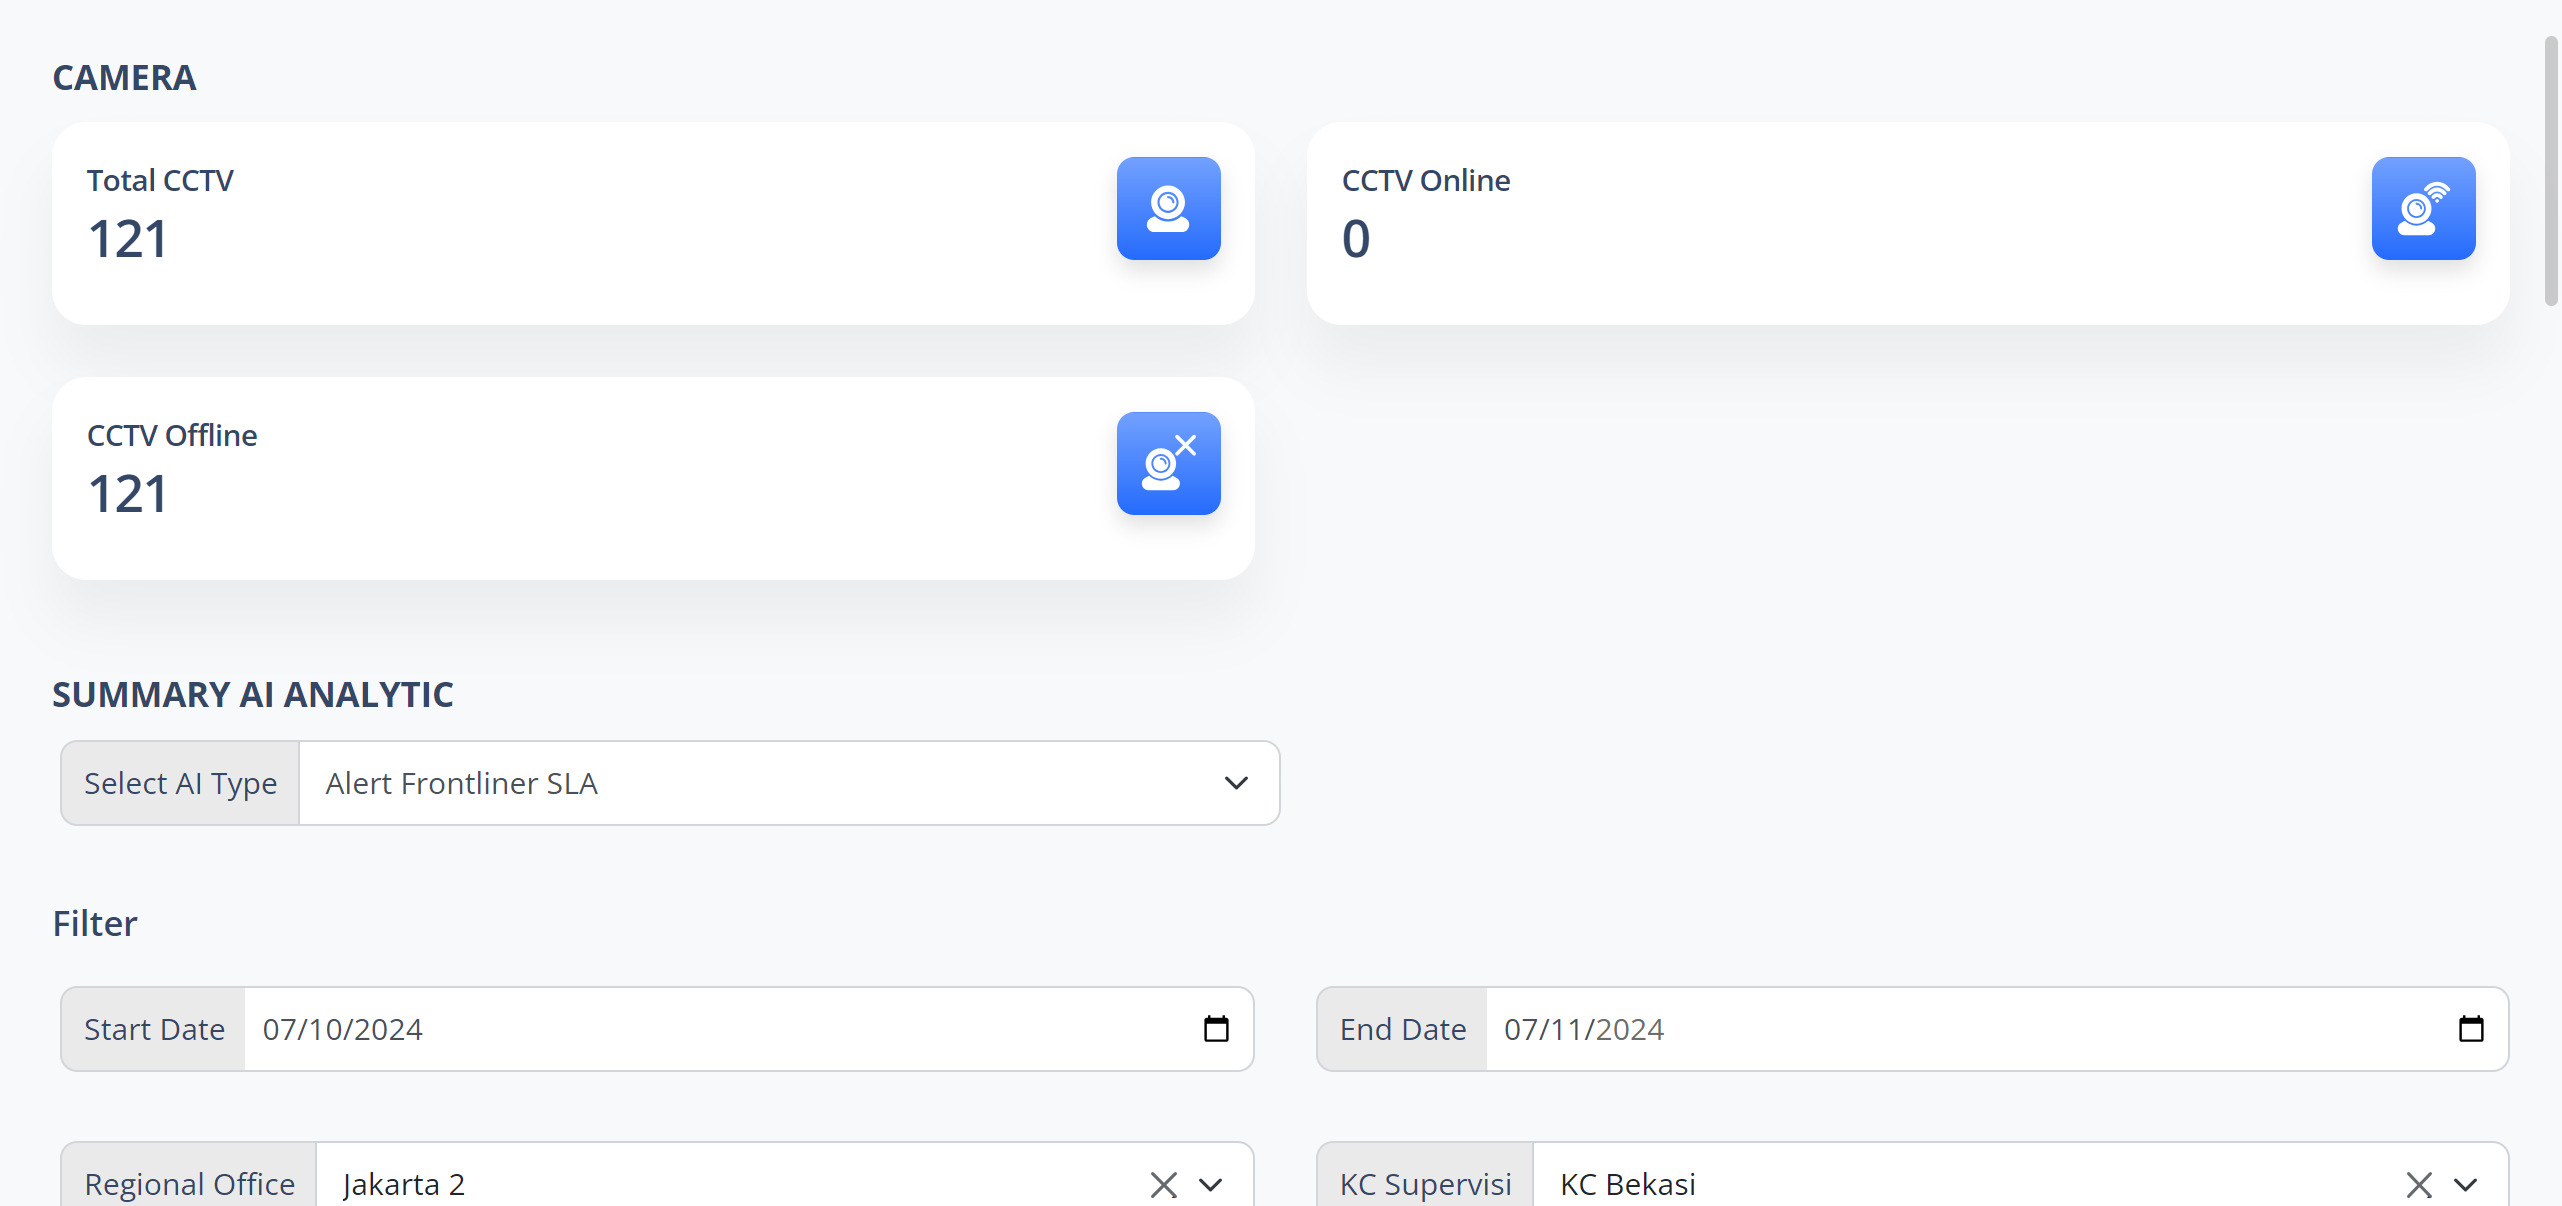 CAMERA
Total CCTV
121
CCTV Online
0
CCTV Offline
121
SUMMARY AI ANALYTIC
Select AI Type Alert Frontliner SLA
Filter
Start Date 07/10/2024
End Date 07/11/2024
Regional Office Jakarta 2
KC Supervisi KC Bekasi